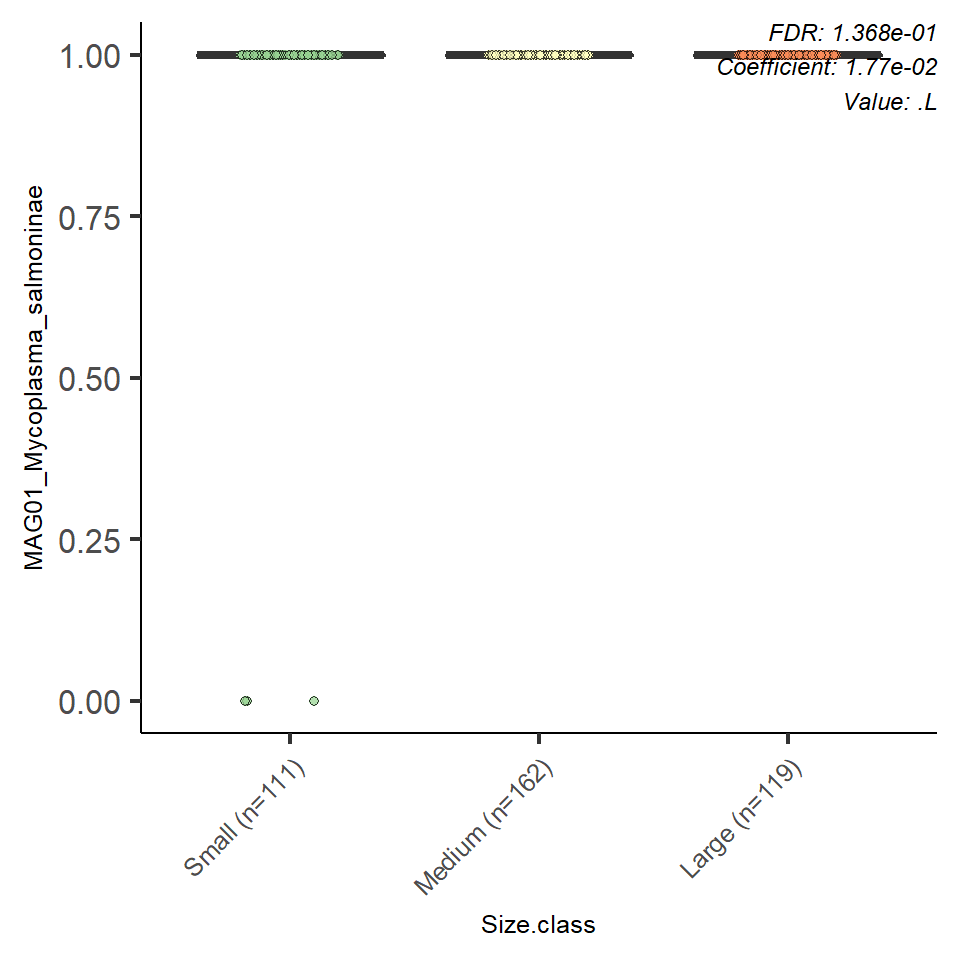 FDR: 1.368e-01
Coefficient: 1.77e-02
Value: .L
MAG01_Mycoplasma_salmoninae
1.00
0.75
0.50
0.25
0.00
Small (n=111)
Medium (n=162)
Large (n=119)
Size.class